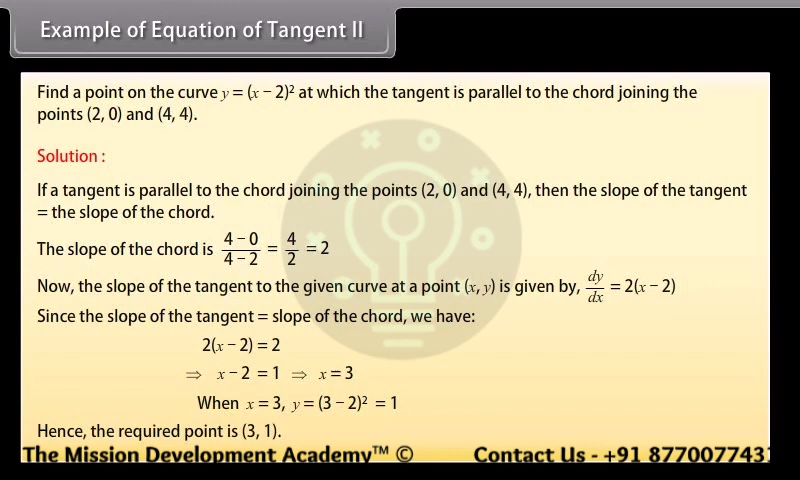 Example of Equation of Tangent II
Find a point on the curve y = (x − 2)² at which the tangent is parallel to the chord joining the
points (2, 0) and (4, 4).
Solution :
If a tangent is parallel to the chord joining the points (2, 0) and (4, 4), then the slope of the tangent
= the slope of the chord.
The slope of the chord is (4 − 0)/(4 − 2) = 4/2 = 2
Now, the slope of the tangent to the given curve at a point (x, y) is given by, dy/dx = 2(x − 2)
Since the slope of the tangent = slope of the chord, we have:
2(x − 2) = 2
⇒ x − 2 = 1 ⇒ x = 3
When x = 3, y = (3 − 2)² = 1
Hence, the required point is (3, 1).
The Mission Development Academy™ © Contact Us - +91 877007743